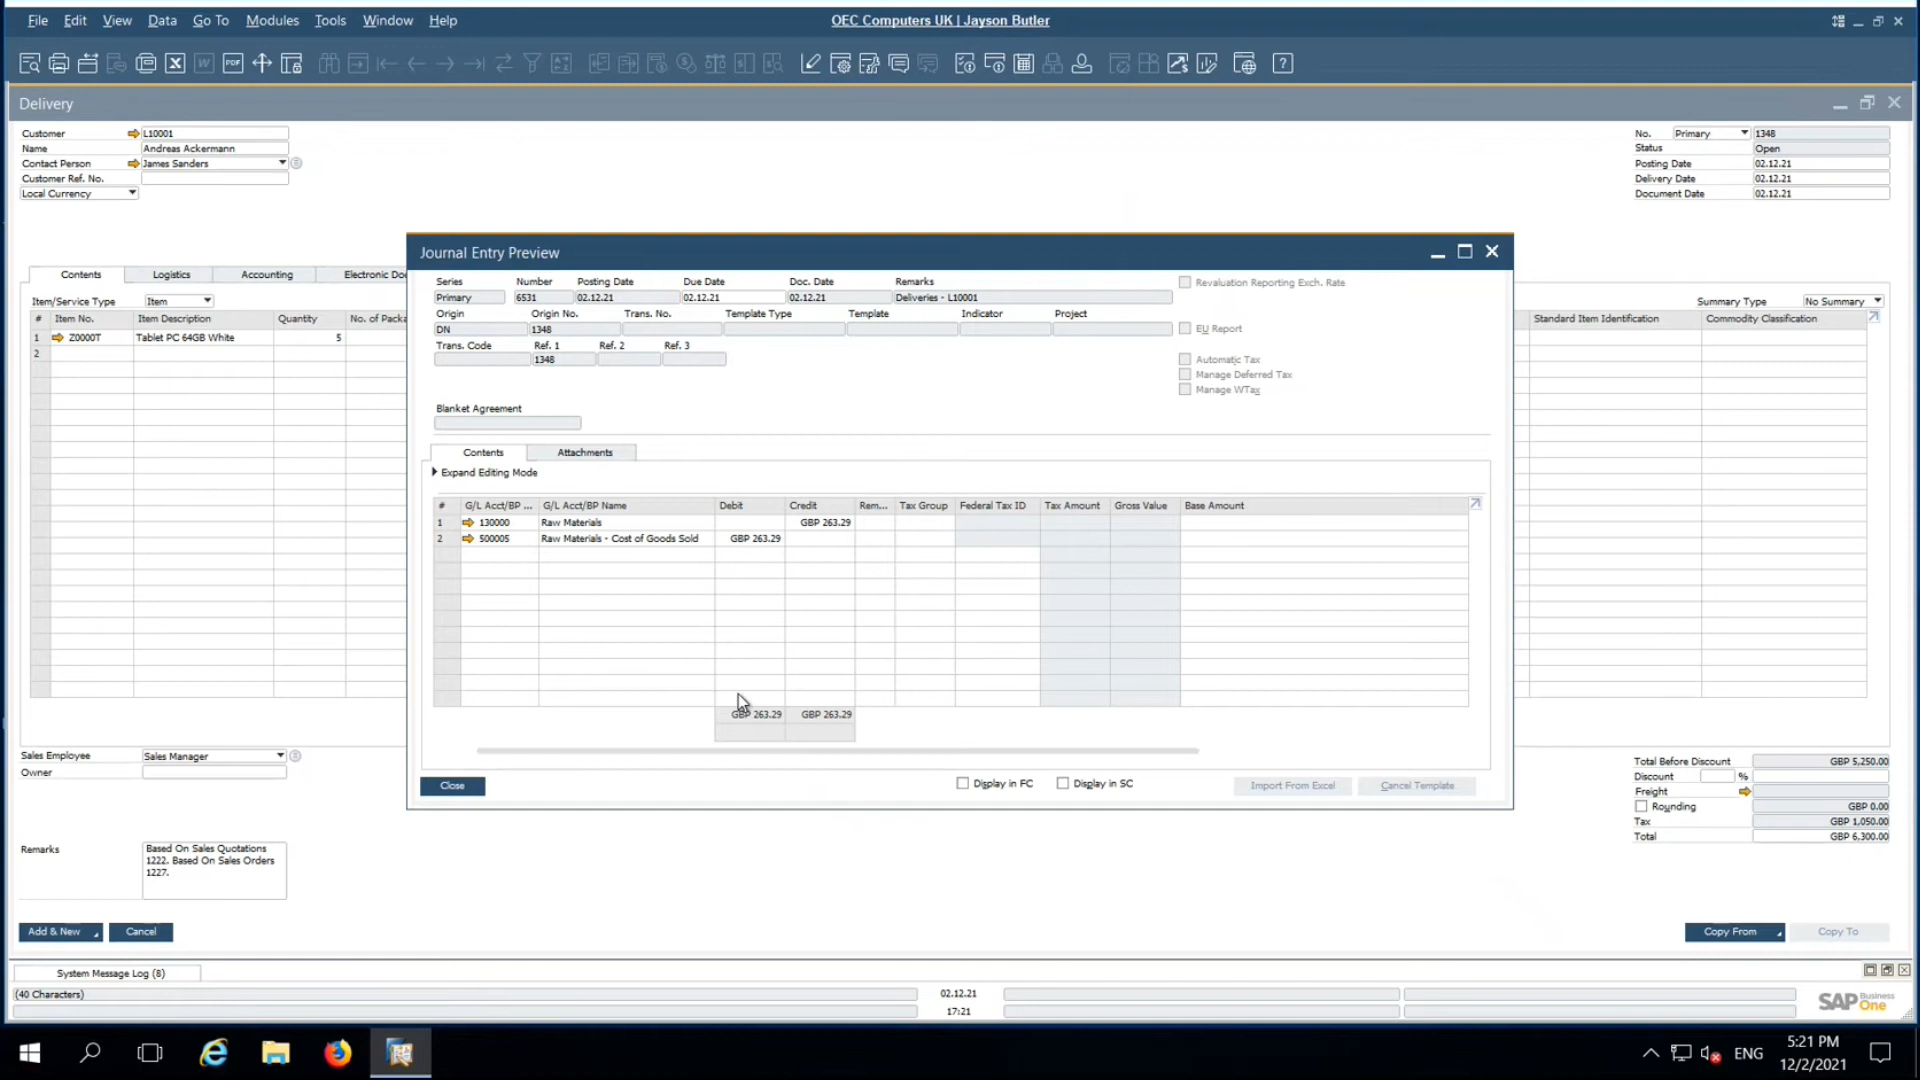 File Edit View Data Go To Modules Tools Window Help
OEC Computers UK | Jayson Butler
Delivery
Customer L10001
Name Andreas Ackermann
Contact Person James Sanders
Customer Ref. No.
Local Currency
No. Primary 1348
Status Open
Posting Date 02.12.21
Delivery Date 02.12.21
Document Date 02.12.21
Contents Logistics Accounting Electronic Doc
Item/Service Type Item
Summary Type No Summary
# Item No. Item Description Quantity No. of Packa
Standard Item Identification Commodity Classification
1 Z0000T Tablet PC 64GB White 5
2
Journal Entry Preview
Series Number Posting Date Due Date Doc. Date Remarks
Primary 6531 02.12.21 02.12.21 02.12.21 Deliveries - L10001
Revaluation Reporting Exch. Rate
Origin Origin No. Trans. No. Template Type Template Indicator Project
DN 1348
EU Report
Trans. Code Ref. 1 Ref. 2 Ref. 3
1348
Automatic Tax
Manage Deferred Tax
Manage WTax
Blanket Agreement
Contents Attachments
Expand Editing Mode
# G/L Acct/BP ... G/L Acct/BP Name Debit Credit Rem... Tax Group Federal Tax ID Tax Amount Gross Value Base Amount
1 130000 Raw Materials GBP 263.29
2 500005 Raw Materials - Cost of Goods Sold GBP 263.29
GBP 263.29 GBP 263.29
Close
Display in FC Display in SC
Import From Excel Cancel Template
Sales Employee Sales Manager
Owner
Total Before Discount GBP 5,250.00
Discount %
Freight
Rounding GBP 0.00
Tax GBP 1,050.00
Total GBP 6,300.00
Remarks
Based On Sales Quotations
1222. Based On Sales Orders
1227.
Add & New Cancel
Copy From Copy To
System Message Log (8)
(40 Characters)
02.12.21
17:21
SAP Business One
ENG
5:21 PM
12/2/2021